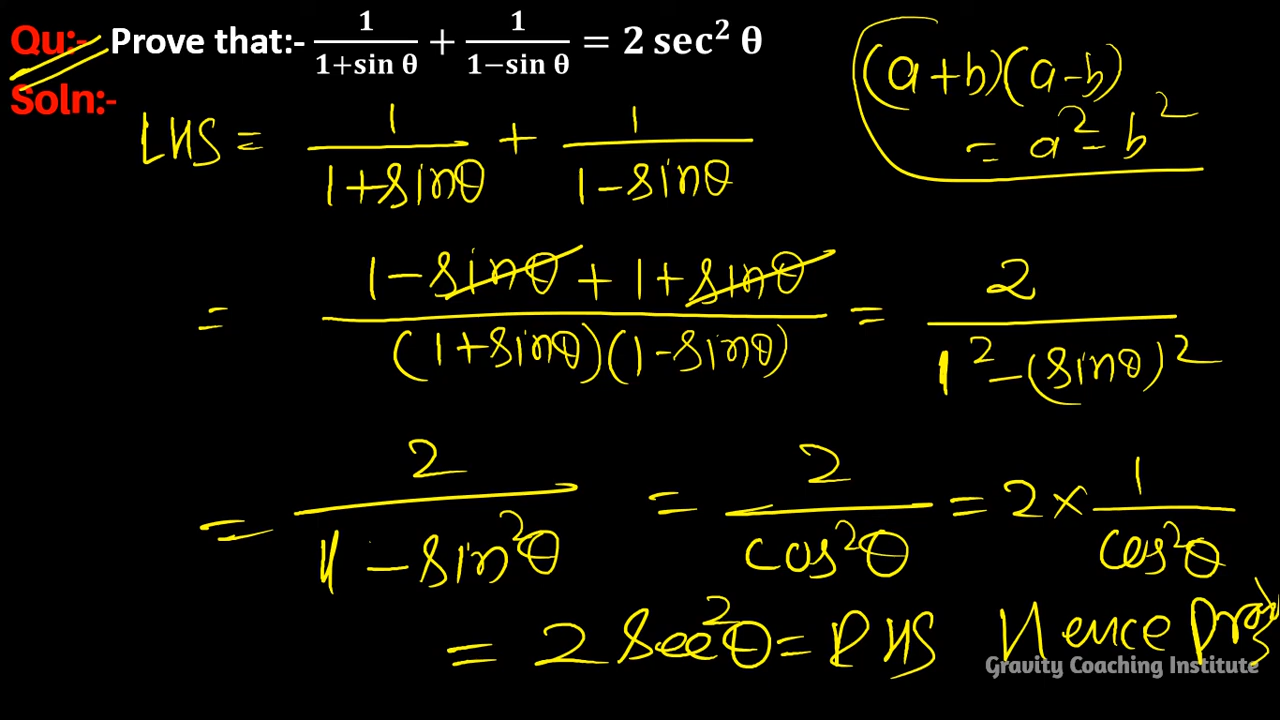 Qu:- Prove that:- 1/(1+sin θ) + 1/(1−sin θ) = 2 sec² θ
Soln:-
(a+b)(a-b)
= a² - b²
LHS = 1/(1+sinθ) + 1/(1-sinθ)
= (1-sinθ + 1+sinθ)/((1+sinθ)(1-sinθ)) = 2/(1² - (sinθ)²)
= 2/(1 - sin²θ) = 2/cos²θ = 2 × 1/cos²θ
= 2 sec²θ = RHS Hence
Gravity Coaching Institute